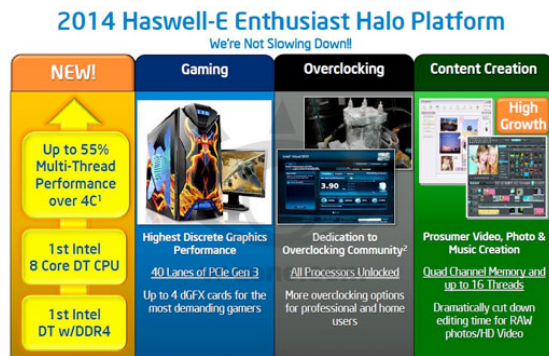 2014 Haswell-E Enthusiast Halo Platform
We're Not Slowing Down!!
NEW!
Up to 55%
Multi-Thread
Performance
over 4C¹
1st Intel
8 Core DT CPU
1st Intel
DT w/DDR4
Gaming
Highest Discrete Graphics
Performance
40 Lanes of PCIe Gen 3
Up to 4 dGFX cards for the
most demanding gamers
Overclocking
3.90
Dedication to
Overclocking Community²
All Processors Unlocked
More overclocking options
for professional and home
users
Content Creation
High
Growth
Prosumer Video, Photo &
Music Creation
Quad Channel Memory and
up to 16 Threads
Dramatically cut down
editing time for RAW
photos/HD Video